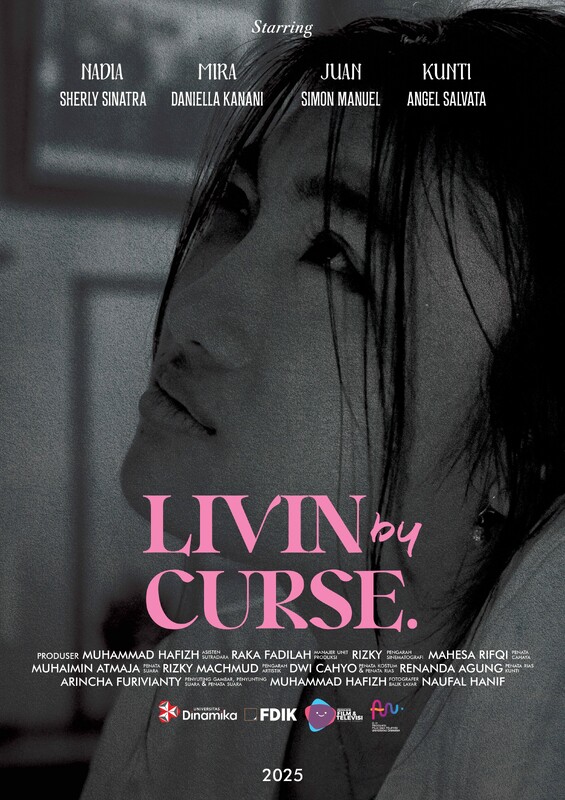 Starring
NADIA MIRA JUAN KUNTI
SHERLY SINATRA DANIELLA KANANI SIMON MANUEL ANGEL SALVATA
LIVIN by
CURSE.
PRODUSER MUHAMMAD HAFIZH ASISTEN SUTRADARA RAKA FADILAH MANAJER UNIT PRODUKSI RIZKY PENGARAH SINEMATOGRAFI MAHESA RIFQI PENATA CAHAYA
MUHAIMIN ATMAJA PENATA SUARA RIZKY MACHMUD PENGARAH ARTISTIK DWI CAHYO PENATA KOSTUM & PENATA RIAS RENANDA AGUNG PENATA RIAS KUNTI
ARINCHA FURIVIANTY PENYUTING GAMBAR, PENYUNTING SUARA & PENATA SUARA MUHAMMAD HAFIZH FOTOGRAFER BALIK LAYAR NAUFAL HANIF
UNIVERSITAS Dinamika FDIK FILM & TELEVISI
2025